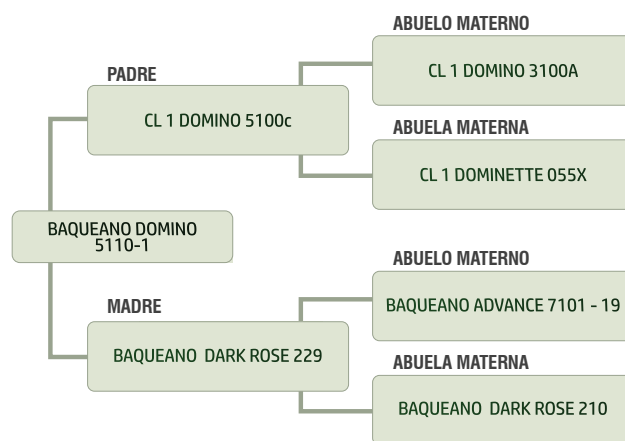 ABUELO MATERNO
CL 1 DOMINO 3100A
PADRE
CL 1 DOMINO 5100c
ABUELA MATERNA
CL 1 DOMINETTE 055X
BAQUEANO DOMINO
5110-1
ABUELO MATERNO
BAQUEANO ADVANCE 7101 - 19
MADRE
BAQUEANO DARK ROSE 229
ABUELA MATERNA
BAQUEANO DARK ROSE 210